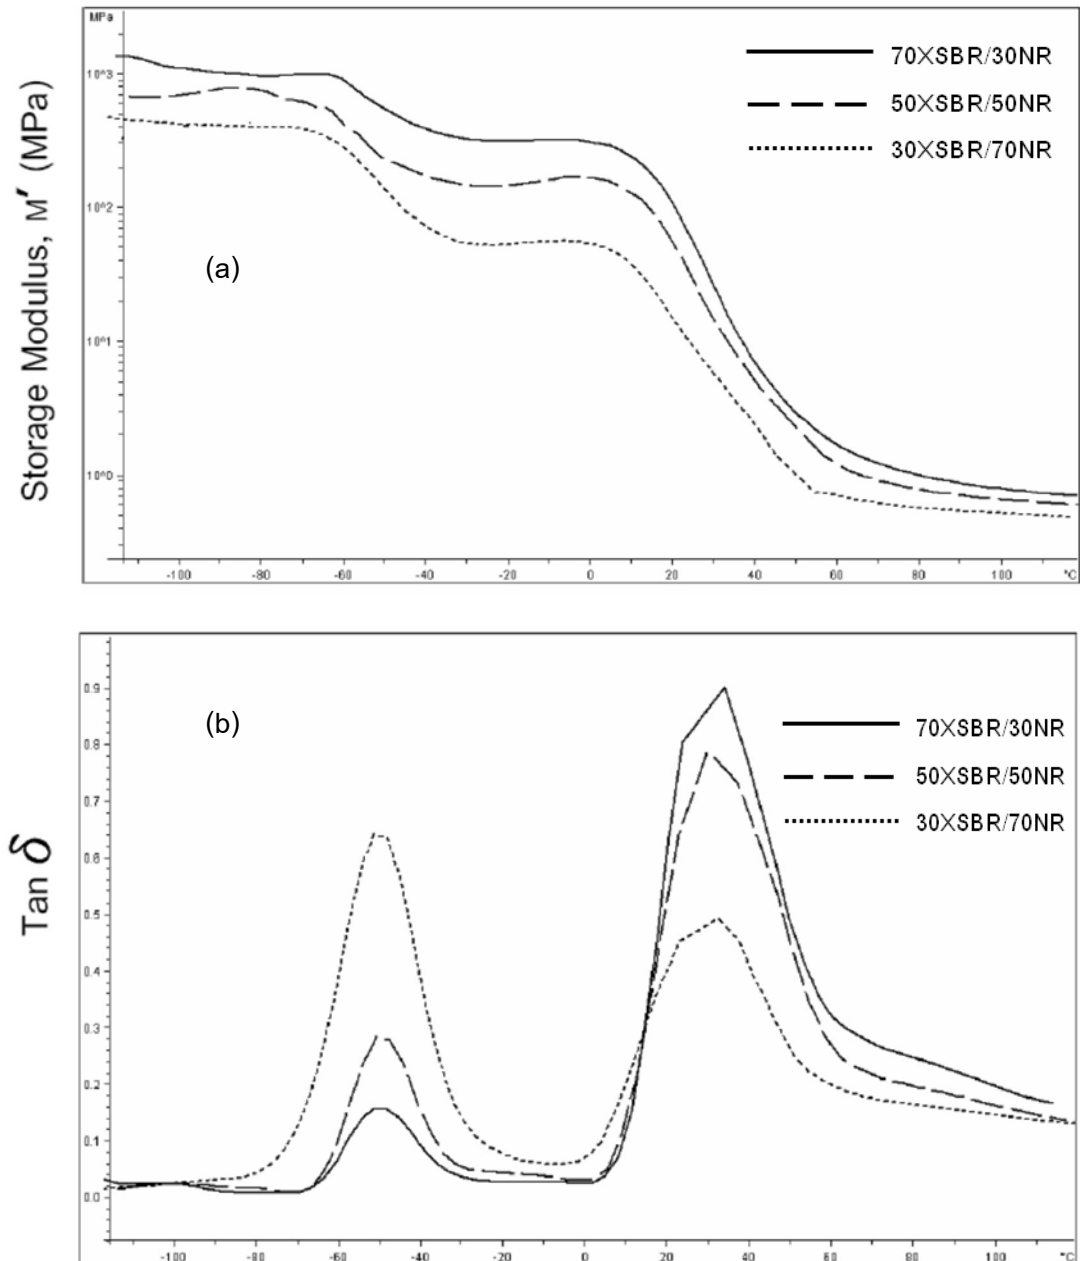 MPa
70XSBR/30NR
50XSBR/50NR
30XSBR/70NR
10^3
10^2
10^1
10^0
Storage Modulus, M′ (MPa)
(a)
-100 -80 -60 -40 -20 0 20 40 60 80 100 °C
(b)
70XSBR/30NR
50XSBR/50NR
30XSBR/70NR
0.9
0.8
0.7
0.6
0.5
0.4
0.3
0.2
0.1
0.0
Tan δ
-100 -80 -60 -40 -20 0 20 40 60 80 100 °C